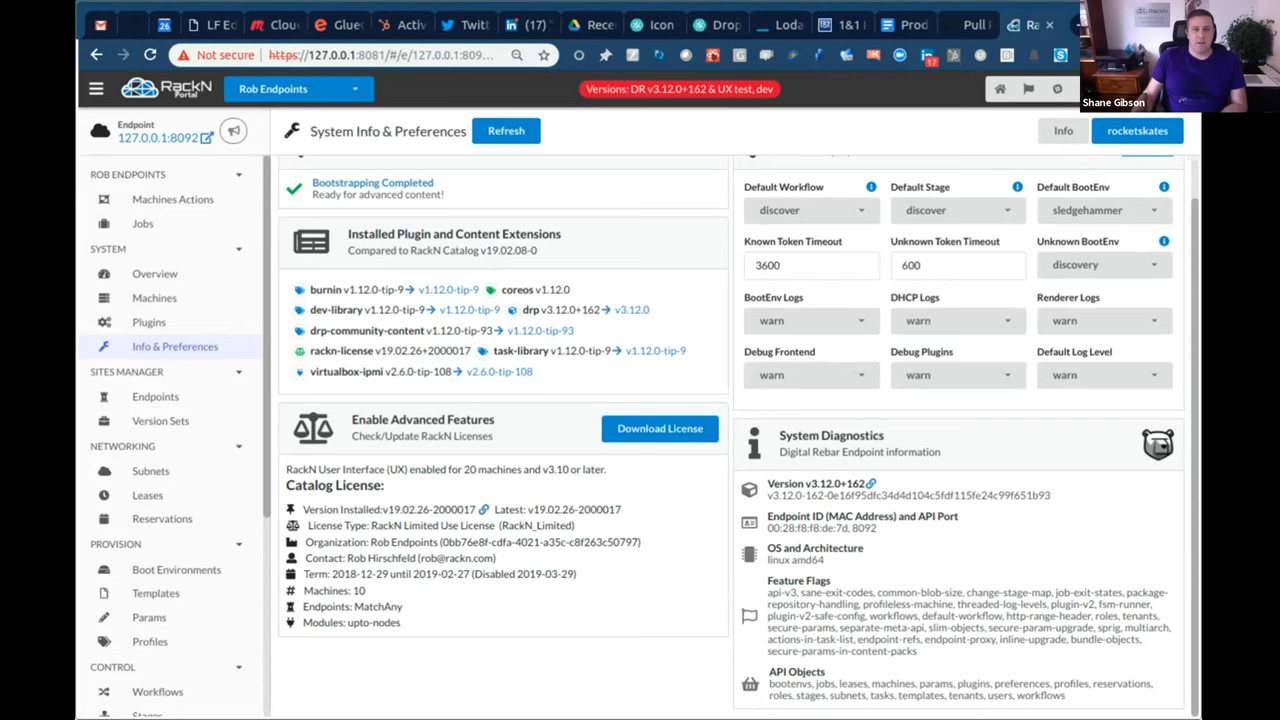 LF Ed
Clou
Glue
Activ
Twitt
(17)
Rece
Icon
Drop
Loda
1&1
Prod
Pull
Ra
Not secure
https://127.0.0.1:8081/#/e/127.0.0.1:809...
RackN
Portal
Rob Endpoints
Versions: DR v3.12.0+162 & UX test, dev
Shane Gibson
Endpoint
127.0.0.1:8092
System Info & Preferences
Refresh
Info
rocketskates
ROB ENDPOINTS
Machines Actions
Jobs
SYSTEM
Overview
Machines
Plugins
Info & Preferences
SITES MANAGER
Endpoints
Version Sets
NETWORKING
Subnets
Leases
Reservations
PROVISION
Boot Environments
Templates
Params
Profiles
CONTROL
Workflows
Stages
Bootstrapping Completed
Ready for advanced content!
Installed Plugin and Content Extensions
Compared to RackN Catalog v19.02.08-0
burnin v1.12.0-tip-9 v1.12.0-tip-9 coreos v1.12.0
dev-library v1.12.0-tip-9 v1.12.0-tip-9 drp v3.12.0+162 v3.12.0
drp-community-content v1.12.0-tip-93 v1.12.0-tip-93
rackn-license v19.02.26+2000017 task-library v1.12.0-tip-9 v1.12.0-tip-9
virtualbox-ipmi v2.6.0-tip-108 v2.6.0-tip-108
Enable Advanced Features
Check/Update RackN Licenses
Download License
RackN User Interface (UX) enabled for 20 machines and v3.10 or later.
Catalog License:
Version Installed:v19.02.26-2000017 Latest: v19.02.26-2000017
License Type: RackN Limited Use License (RackN_Limited)
Organization: Rob Endpoints (0bb76e8f-cdfa-4021-a35c-c8f263c50797)
Contact: Rob Hirschfeld (rob@rackn.com)
Term: 2018-12-29 until 2019-02-27 (Disabled 2019-03-29)
Machines: 10
Endpoints: MatchAny
Modules: upto-nodes
Default Workflow
Default Stage
Default BootEnv
discover
discover
sledgehammer
Known Token Timeout
Unknown Token Timeout
Unknown BootEnv
3600
600
discovery
BootEnv Logs
DHCP Logs
Renderer Logs
warn
warn
warn
Debug Frontend
Debug Plugins
Default Log Level
warn
warn
warn
System Diagnostics
Digital Rebar Endpoint information
Version v3.12.0+162
v3.12.0-162-0e16f95dfc34d4d104c5fdf115fe24c99f651b93
Endpoint ID (MAC Address) and API Port
00:28:f8:f8:de:7d, 8092
OS and Architecture
linux amd64
Feature Flags
api-v3, sane-exit-codes, common-blob-size, change-stage-map, job-exit-states, package-
repository-handling, profileless-machine, threaded-log-levels, plugin-v2, fsm-runner,
plugin-v2-safe-config, workflows, default-workflow, http-range-header, roles, tenants,
secure-params, separate-meta-api, slim-objects, secure-param-upgrade, sprig, multiarch,
actions-in-task-list, endpoint-refs, endpoint-proxy, inline-upgrade, bundle-objects,
secure-params-in-content-packs
API Objects
bootenvs, jobs, leases, machines, params, plugins, preferences, profiles, reservations,
roles, stages, subnets, tasks, templates, tenants, users, workflows